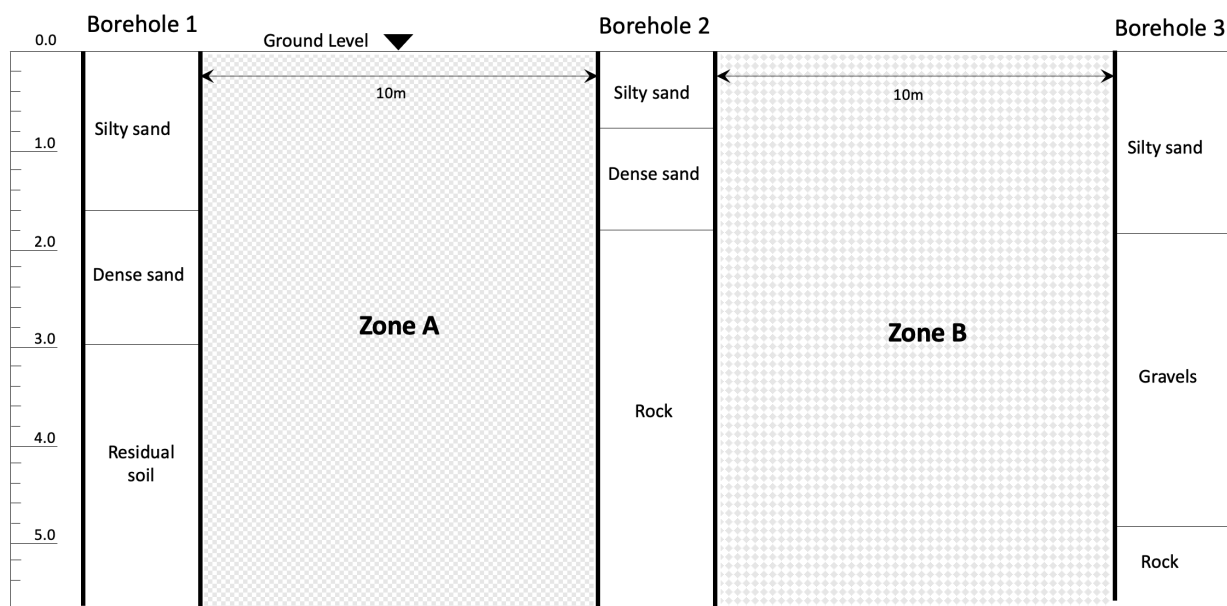 Borehole 1
Borehole 2
Borehole 3
0.0
Ground Level
10m
10m
Silty sand
Silty sand
Silty sand
1.0
Dense sand
2.0
Dense sand
Zone A
Zone B
3.0
Gravels
Rock
4.0
Residual
soil
5.0
Rock